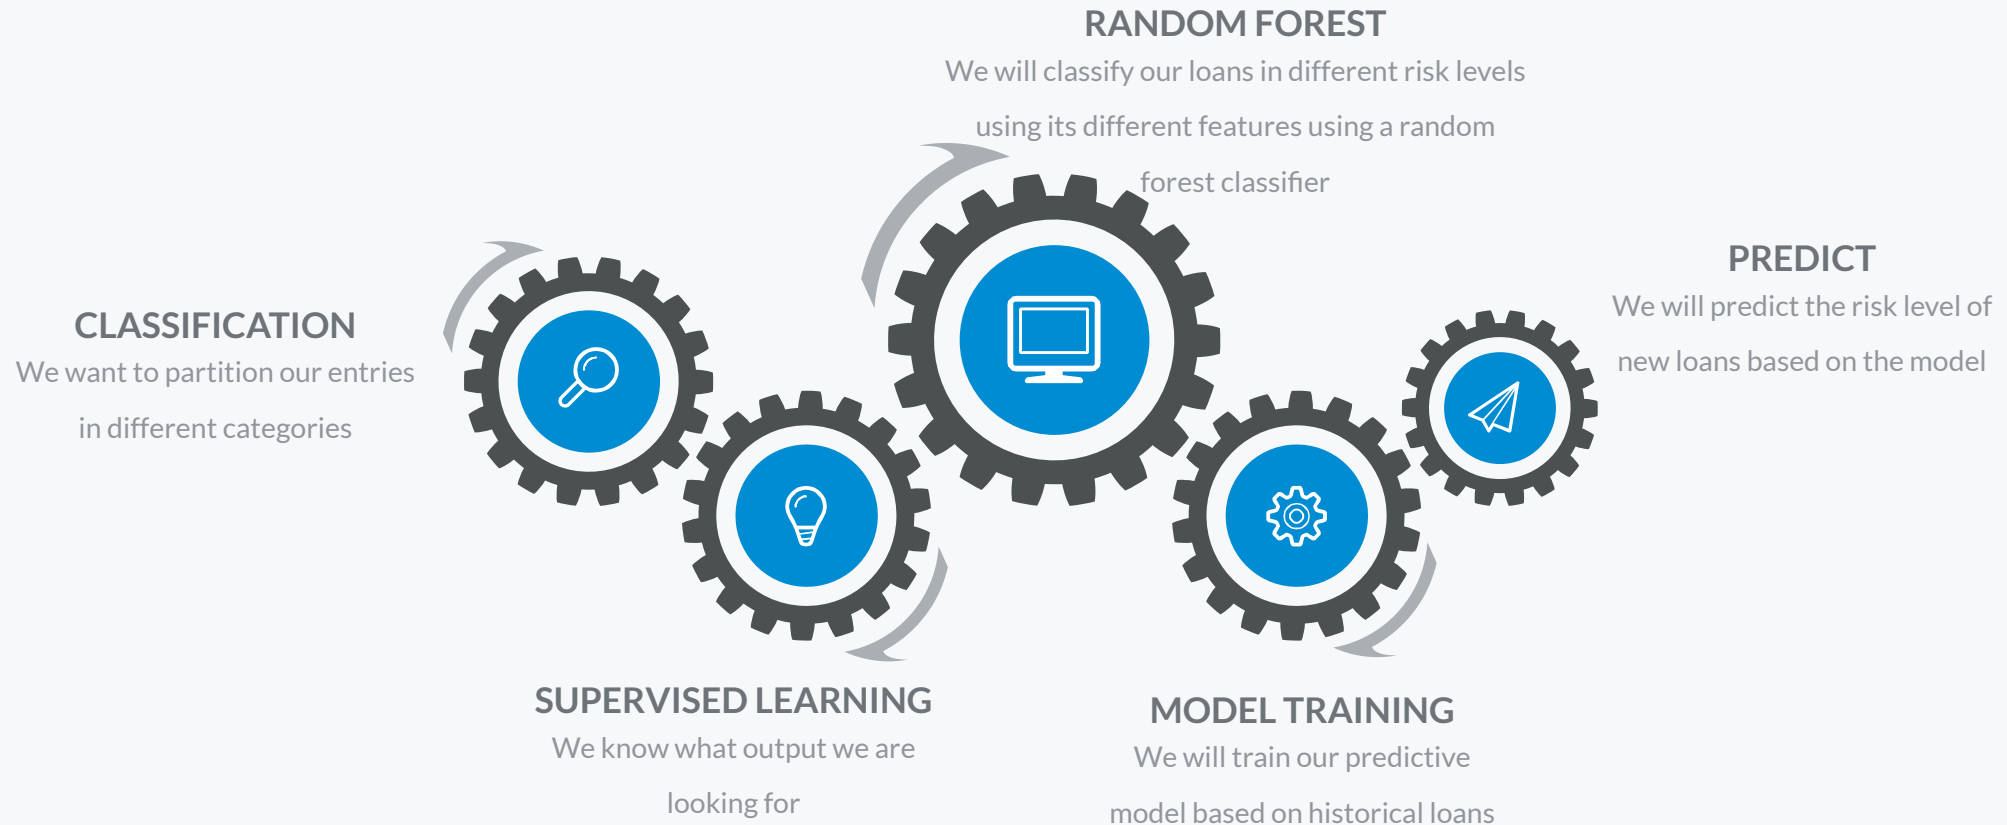 CLASSIFICATION
We want to partition our entries
in different categories
SUPERVISED LEARNING
We know what output we are
looking for
RANDOM FOREST
We will classify our loans in different risk levels
using its different features using a random
forest classifier
MODEL TRAINING
We will train our predictive
model based on historical loans
PREDICT
We will predict the risk level of
new loans based on the model